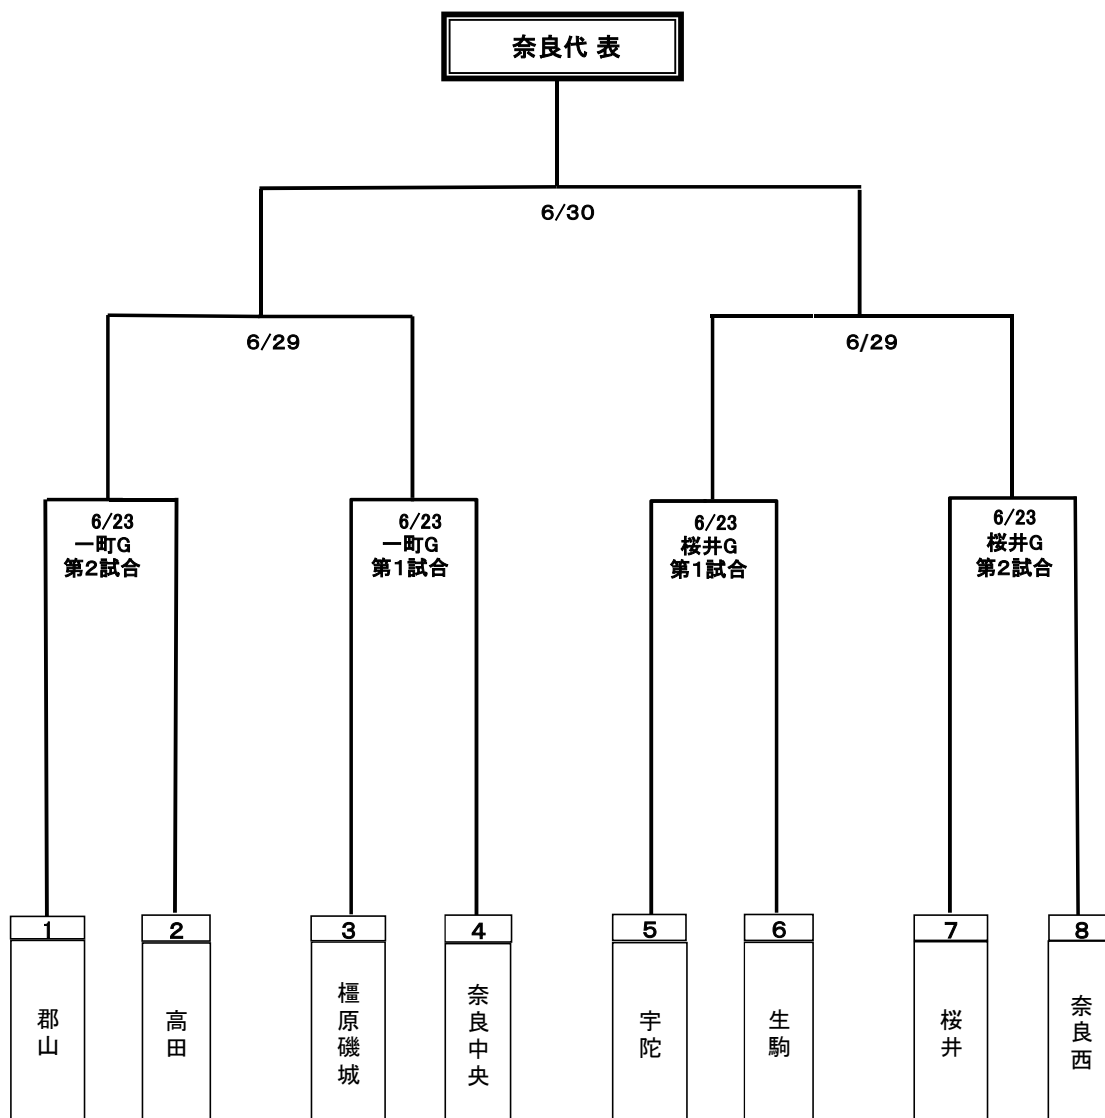 奈良代 表
6/30
6/29
6/29
6/23
一町G
第2試合
6/23
一町G
第1試合
6/23
桜井G
第1試合
6/23
桜井G
第2試合
1
2
3
4
5
6
7
8
郡山
高田
橿原磯城
奈良中央
宇陀
生駒
桜井
奈良西